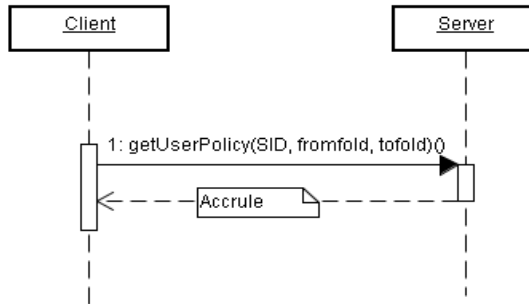 Client
Server
1: getUserPolicy(SID, fromfold, tofold)()
Accrule